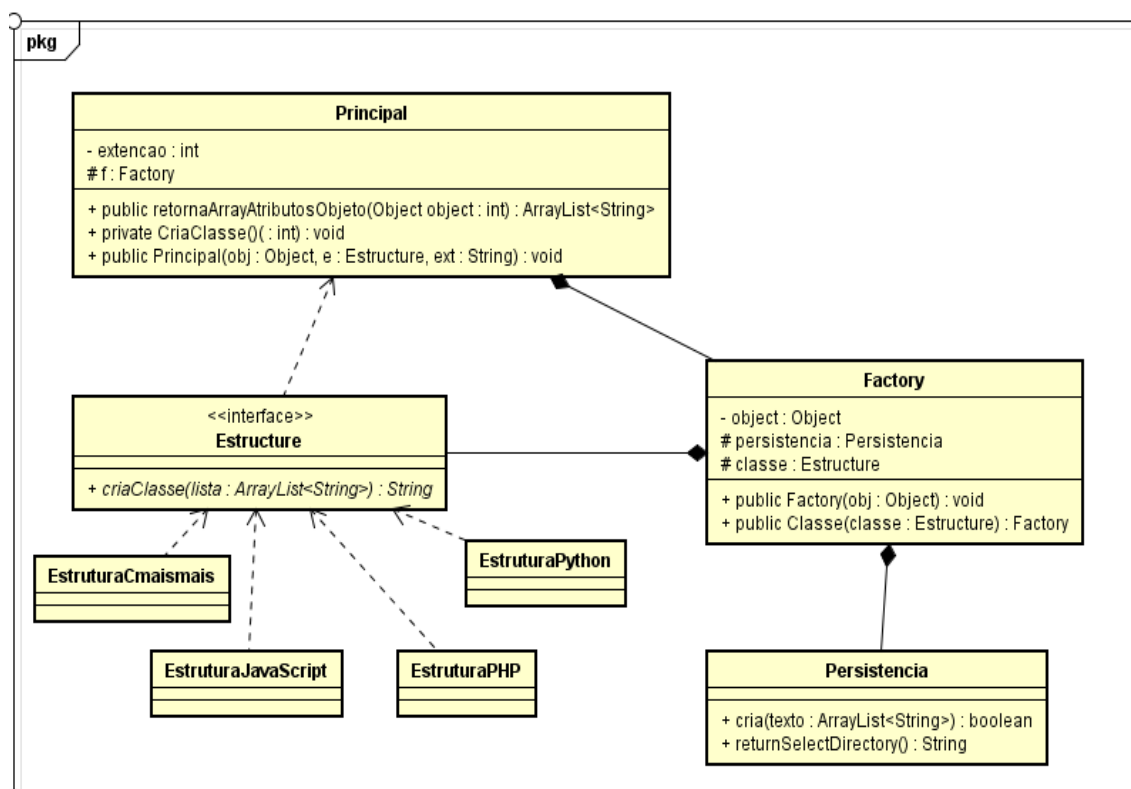 pkg
Principal
- extencao : int
# f : Factory
+ public retornaArrayAtributosObjeto(Object object : int) : ArrayList<String>
+ private CriaClasse()( : int) : void
+ public Principal(obj : Object, e : Estructure, ext : String) : void
Factory
- object : Object
# persistencia : Persistencia
# classe : Estructure
+ public Factory(obj : Object) : void
+ public Classe(classe : Estructure) : Factory
<<interface>>
Estructure
+ criaClasse(lista : ArrayList<String>) : String
EstruturaCmaismais
EstruturaPython
EstruturaJavaScript
EstruturaPHP
Persistencia
+ cria(texto : ArrayList<String>) : boolean
+ returnSelectDirectory() : String